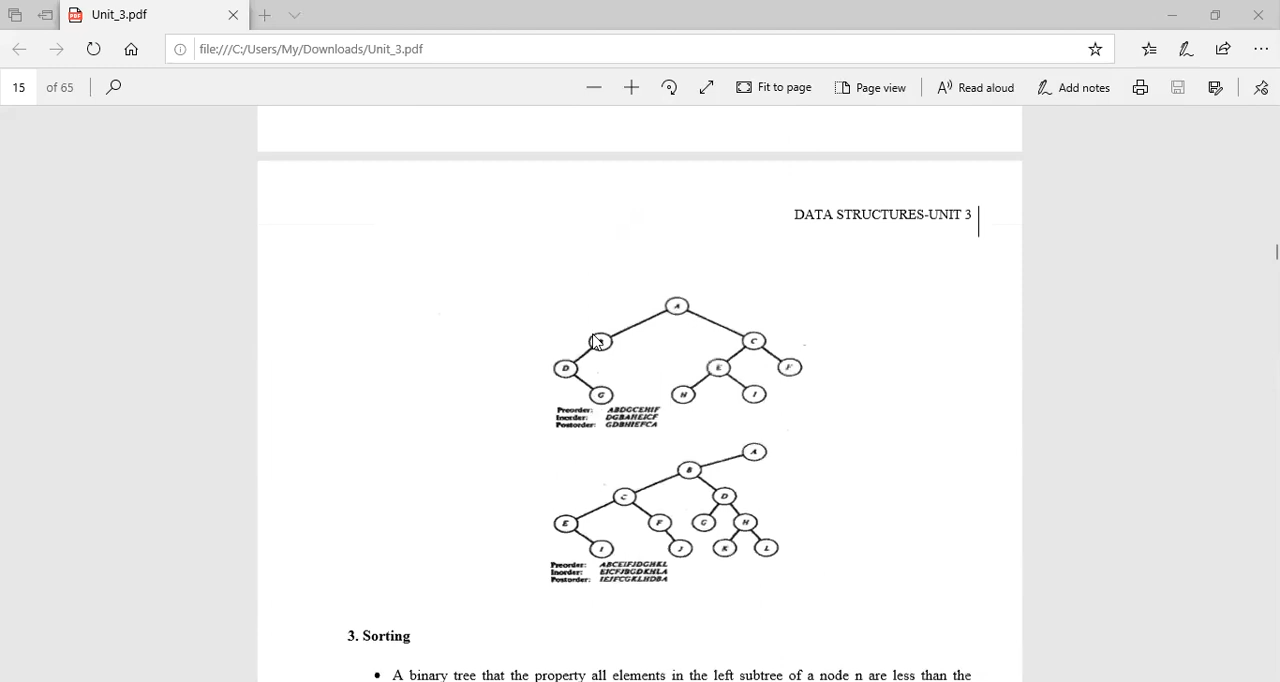 Unit_3.pdf
file:///C:/Users/My/Downloads/Unit_3.pdf
15 of 65
Fit to page
Page view
Read aloud
Add notes
DATA STRUCTURES-UNIT 3
A
C
D
E
F
G
H
I
Preorder: ABDGCEHIF
Inorder: DGBAHEICF
Postorder: GDBHIEFCA
A
B
C
D
E
F
G
H
I
J
K
L
Preorder: ABCEIFJDGHKL
Inorder: EICFJBGDKHLA
Postorder: IEJFCGKLHDBA
3. Sorting
• A binary tree that the property all elements in the left subtree of a node n are less than the